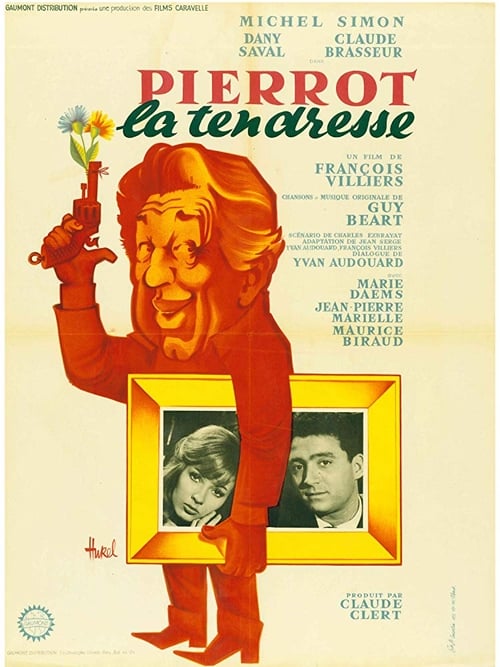 GAUMONT DISTRIBUTION présente une production des FILMS CARAVELLE
MICHEL SIMON
DANY CLAUDE
SAVAL BRASSEUR
DANS
PIERROT
la tendresse
UN FILM DE
FRANÇOIS
VILLIERS
CHANSONS et MUSIQUE ORIGINALE DE
GUY
BEART
SCÉNARIO DE CHARLES EXBRAYAT
ADAPTATION DE JEAN SERGE
YVAN AUDOUARD, FRANÇOIS VILLIERS
DIALOGUE DE
YVAN AUDOUARD
avec
MARIE
DAEMS
JEAN-PIERRE
MARIELLE
MAURICE
BIRAUD
Hurel
PRODUIT PAR
CLAUDE
CLERT
GAUMONT
GAUMONT DISTRIBUTION